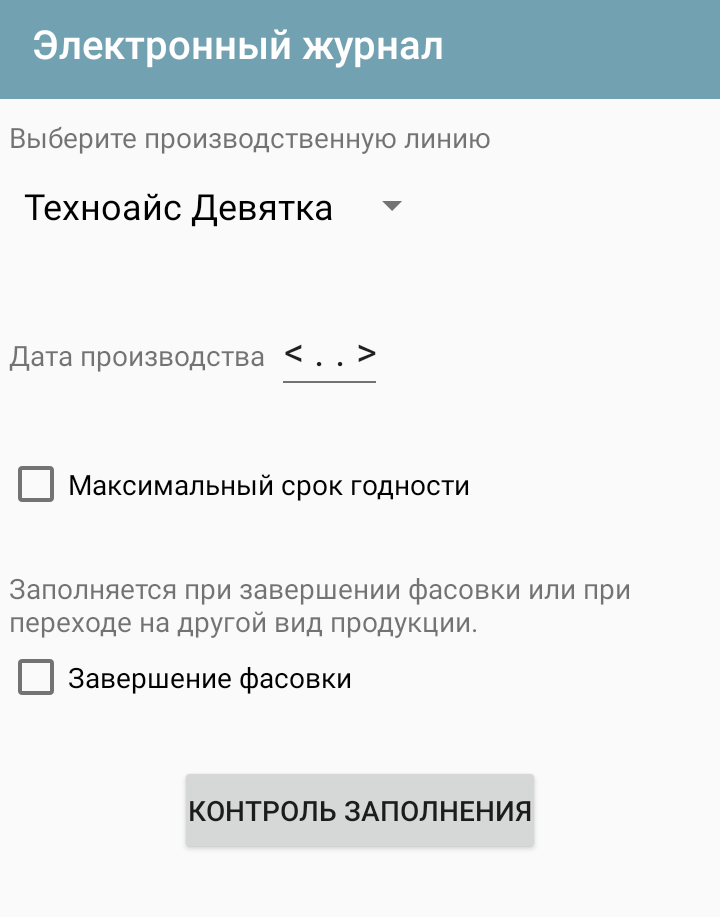 Электронный журнал
Выберите производственную линию
Техноайс Девятка
Дата производства < . . >
Максимальный срок годности
Заполняется при завершении фасовки или при
переходе на другой вид продукции.
Завершение фасовки
КОНТРОЛЬ ЗАПОЛНЕНИЯ